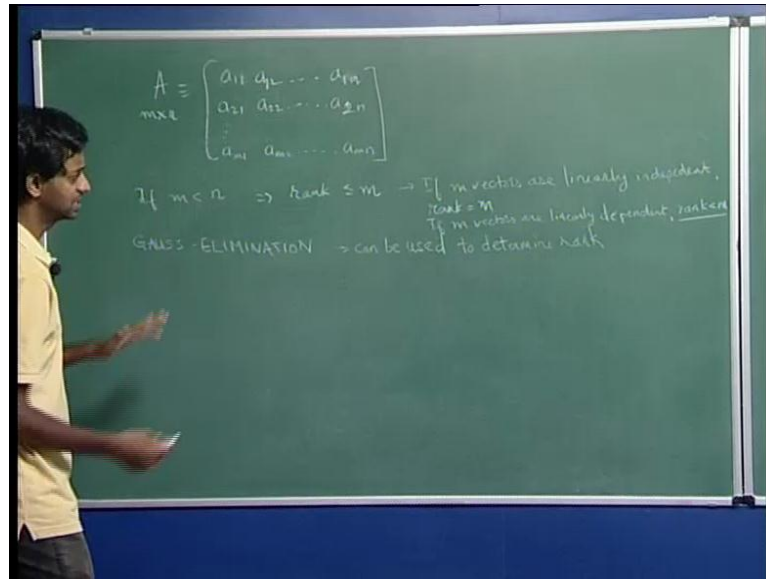 A ≡ [ a11 a12 .... a1n
m×n
a21 a22 ..... a2n
⋮
am1 am2 ..... amn ]
If m < n ⇒ rank ≤ m → If m vectors are linearly independent,
rank = m
If m vectors are linearly dependent, rank<m
GAUSS-ELIMINATION → can be used to determine rank